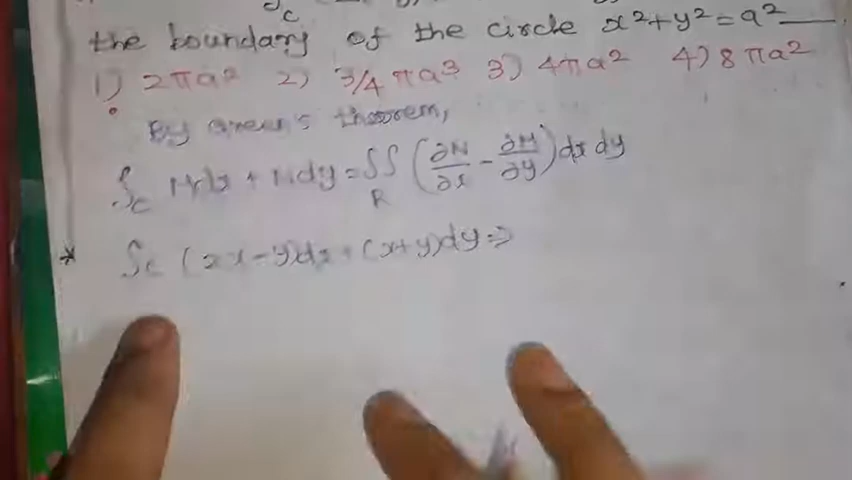 the boundary of the circle x²+y²=a² __.
1) 2πa² 2) 3/4 πa³ 3) 4πa² 4) 8πa²
By Green's theorem,
∫c Mdx + Ndy = ∫∫R (∂N/∂x - ∂M/∂y) dx dy
* ∫c (2x-y)dx + (x+y)dy ⇒